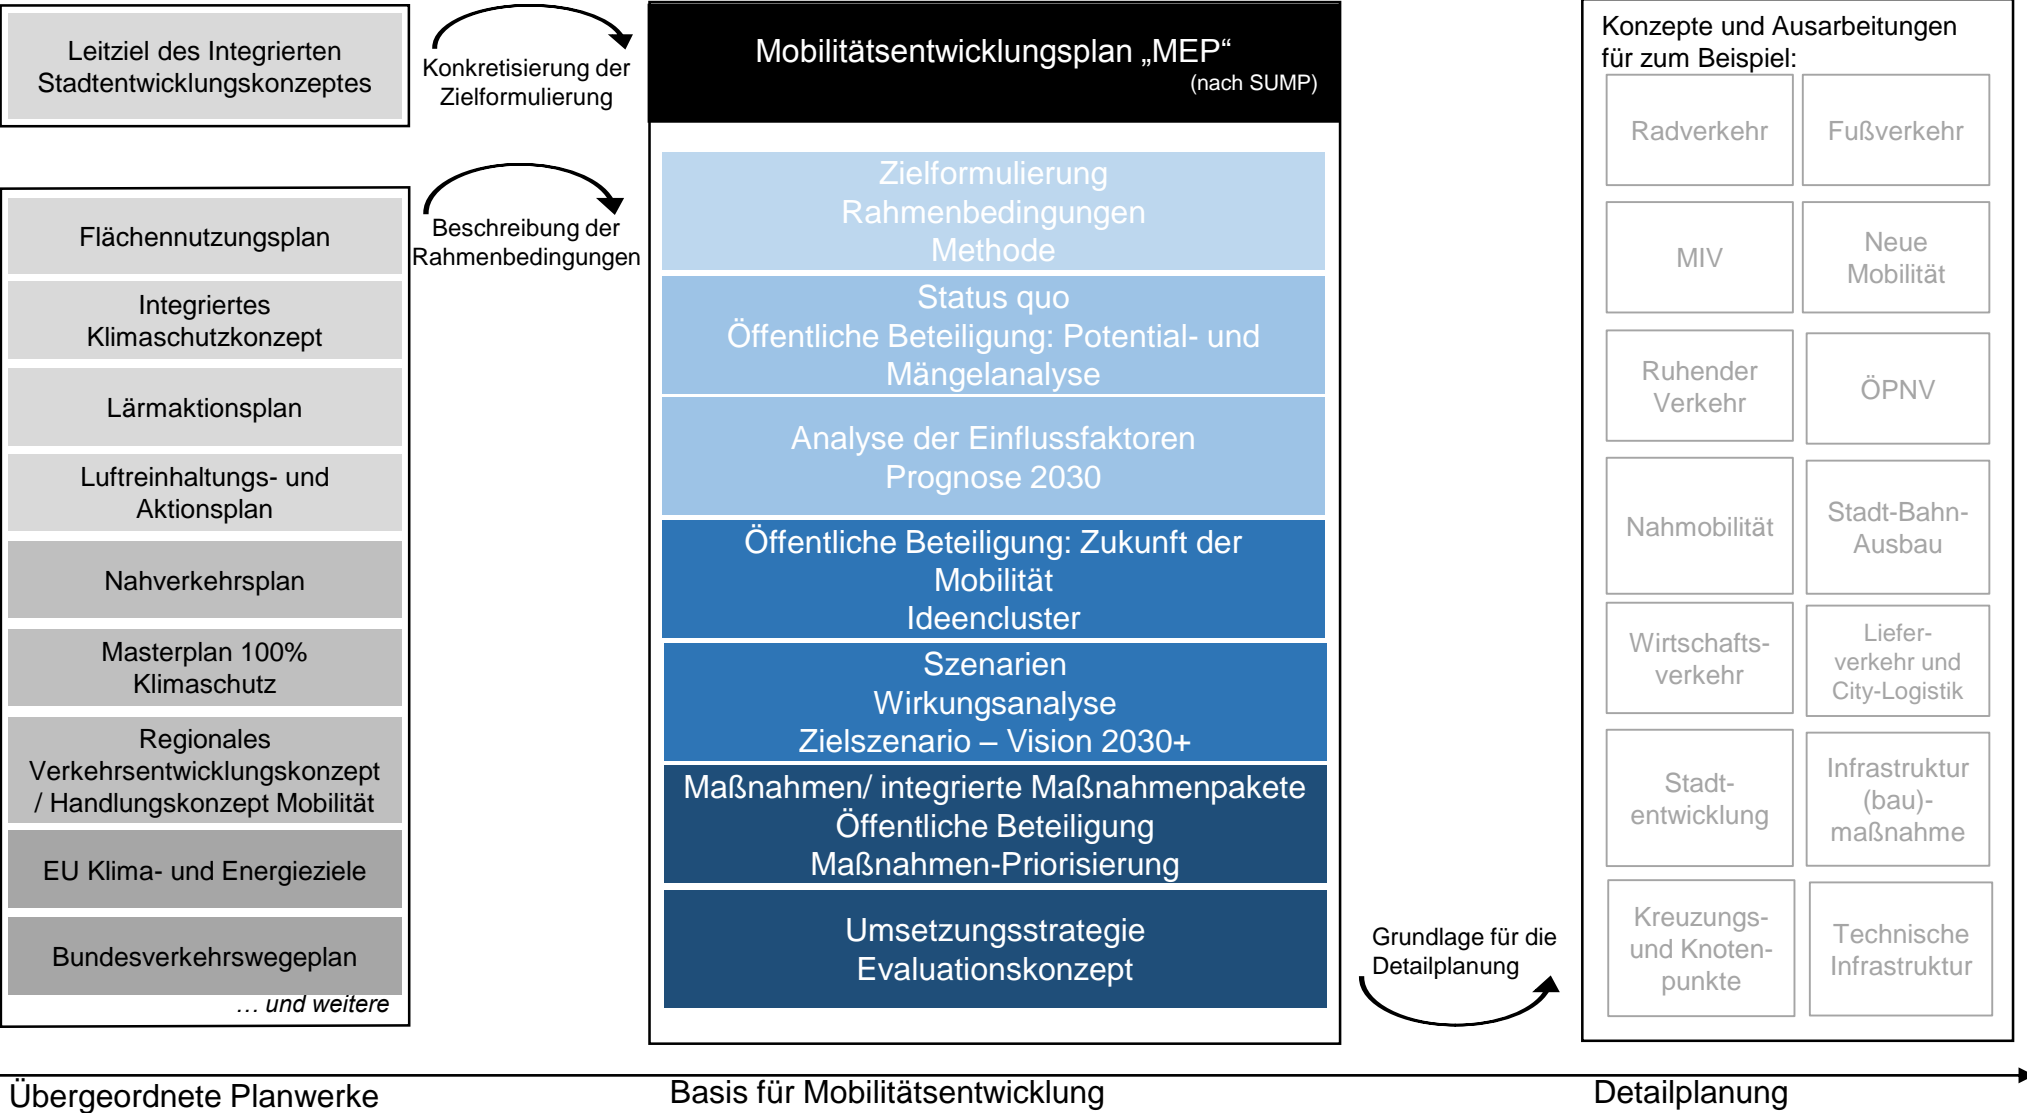 Leitziel des Integrierten
Stadtentwicklungskonzeptes
Konkretisierung der
Zielformulierung
Flächennutzungsplan
Integriertes
Klimaschutzkonzept
Lärmaktionsplan
Luftreinhaltungs- und
Aktionsplan
Nahverkehrsplan
Masterplan 100%
Klimaschutz
Regionales
Verkehrsentwicklungskonzept
/ Handlungskonzept Mobilität
EU Klima- und Energieziele
Bundesverkehrswegeplan
… und weitere
Beschreibung der
Rahmenbedingungen
Mobilitätsentwicklungsplan „MEP“
(nach SUMP)
Zielformulierung
Rahmenbedingungen
Methode
Status quo
Öffentliche Beteiligung: Potential- und
Mängelanalyse
Analyse der Einflussfaktoren
Prognose 2030
Öffentliche Beteiligung: Zukunft der
Mobilität
Ideencluster
Szenarien
Wirkungsanalyse
Zielszenario – Vision 2030+
Maßnahmen/ integrierte Maßnahmenpakete
Öffentliche Beteiligung
Maßnahmen-Priorisierung
Umsetzungsstrategie
Evaluationskonzept
Grundlage für die
Detailplanung
Konzepte und Ausarbeitungen
für zum Beispiel:
Radverkehr
Fußverkehr
MIV
Neue
Mobilität
Ruhender
Verkehr
ÖPNV
Nahmobilität
Stadt-Bahn-
Ausbau
Wirtschafts-
verkehr
Liefer-
verkehr und
City-Logistik
Stadt-
entwicklung
Infrastruktur
(bau)-
maßnahme
Kreuzungs-
und Knoten-
punkte
Technische
Infrastruktur
Übergeordnete Planwerke
Basis für Mobilitätsentwicklung
Detailplanung